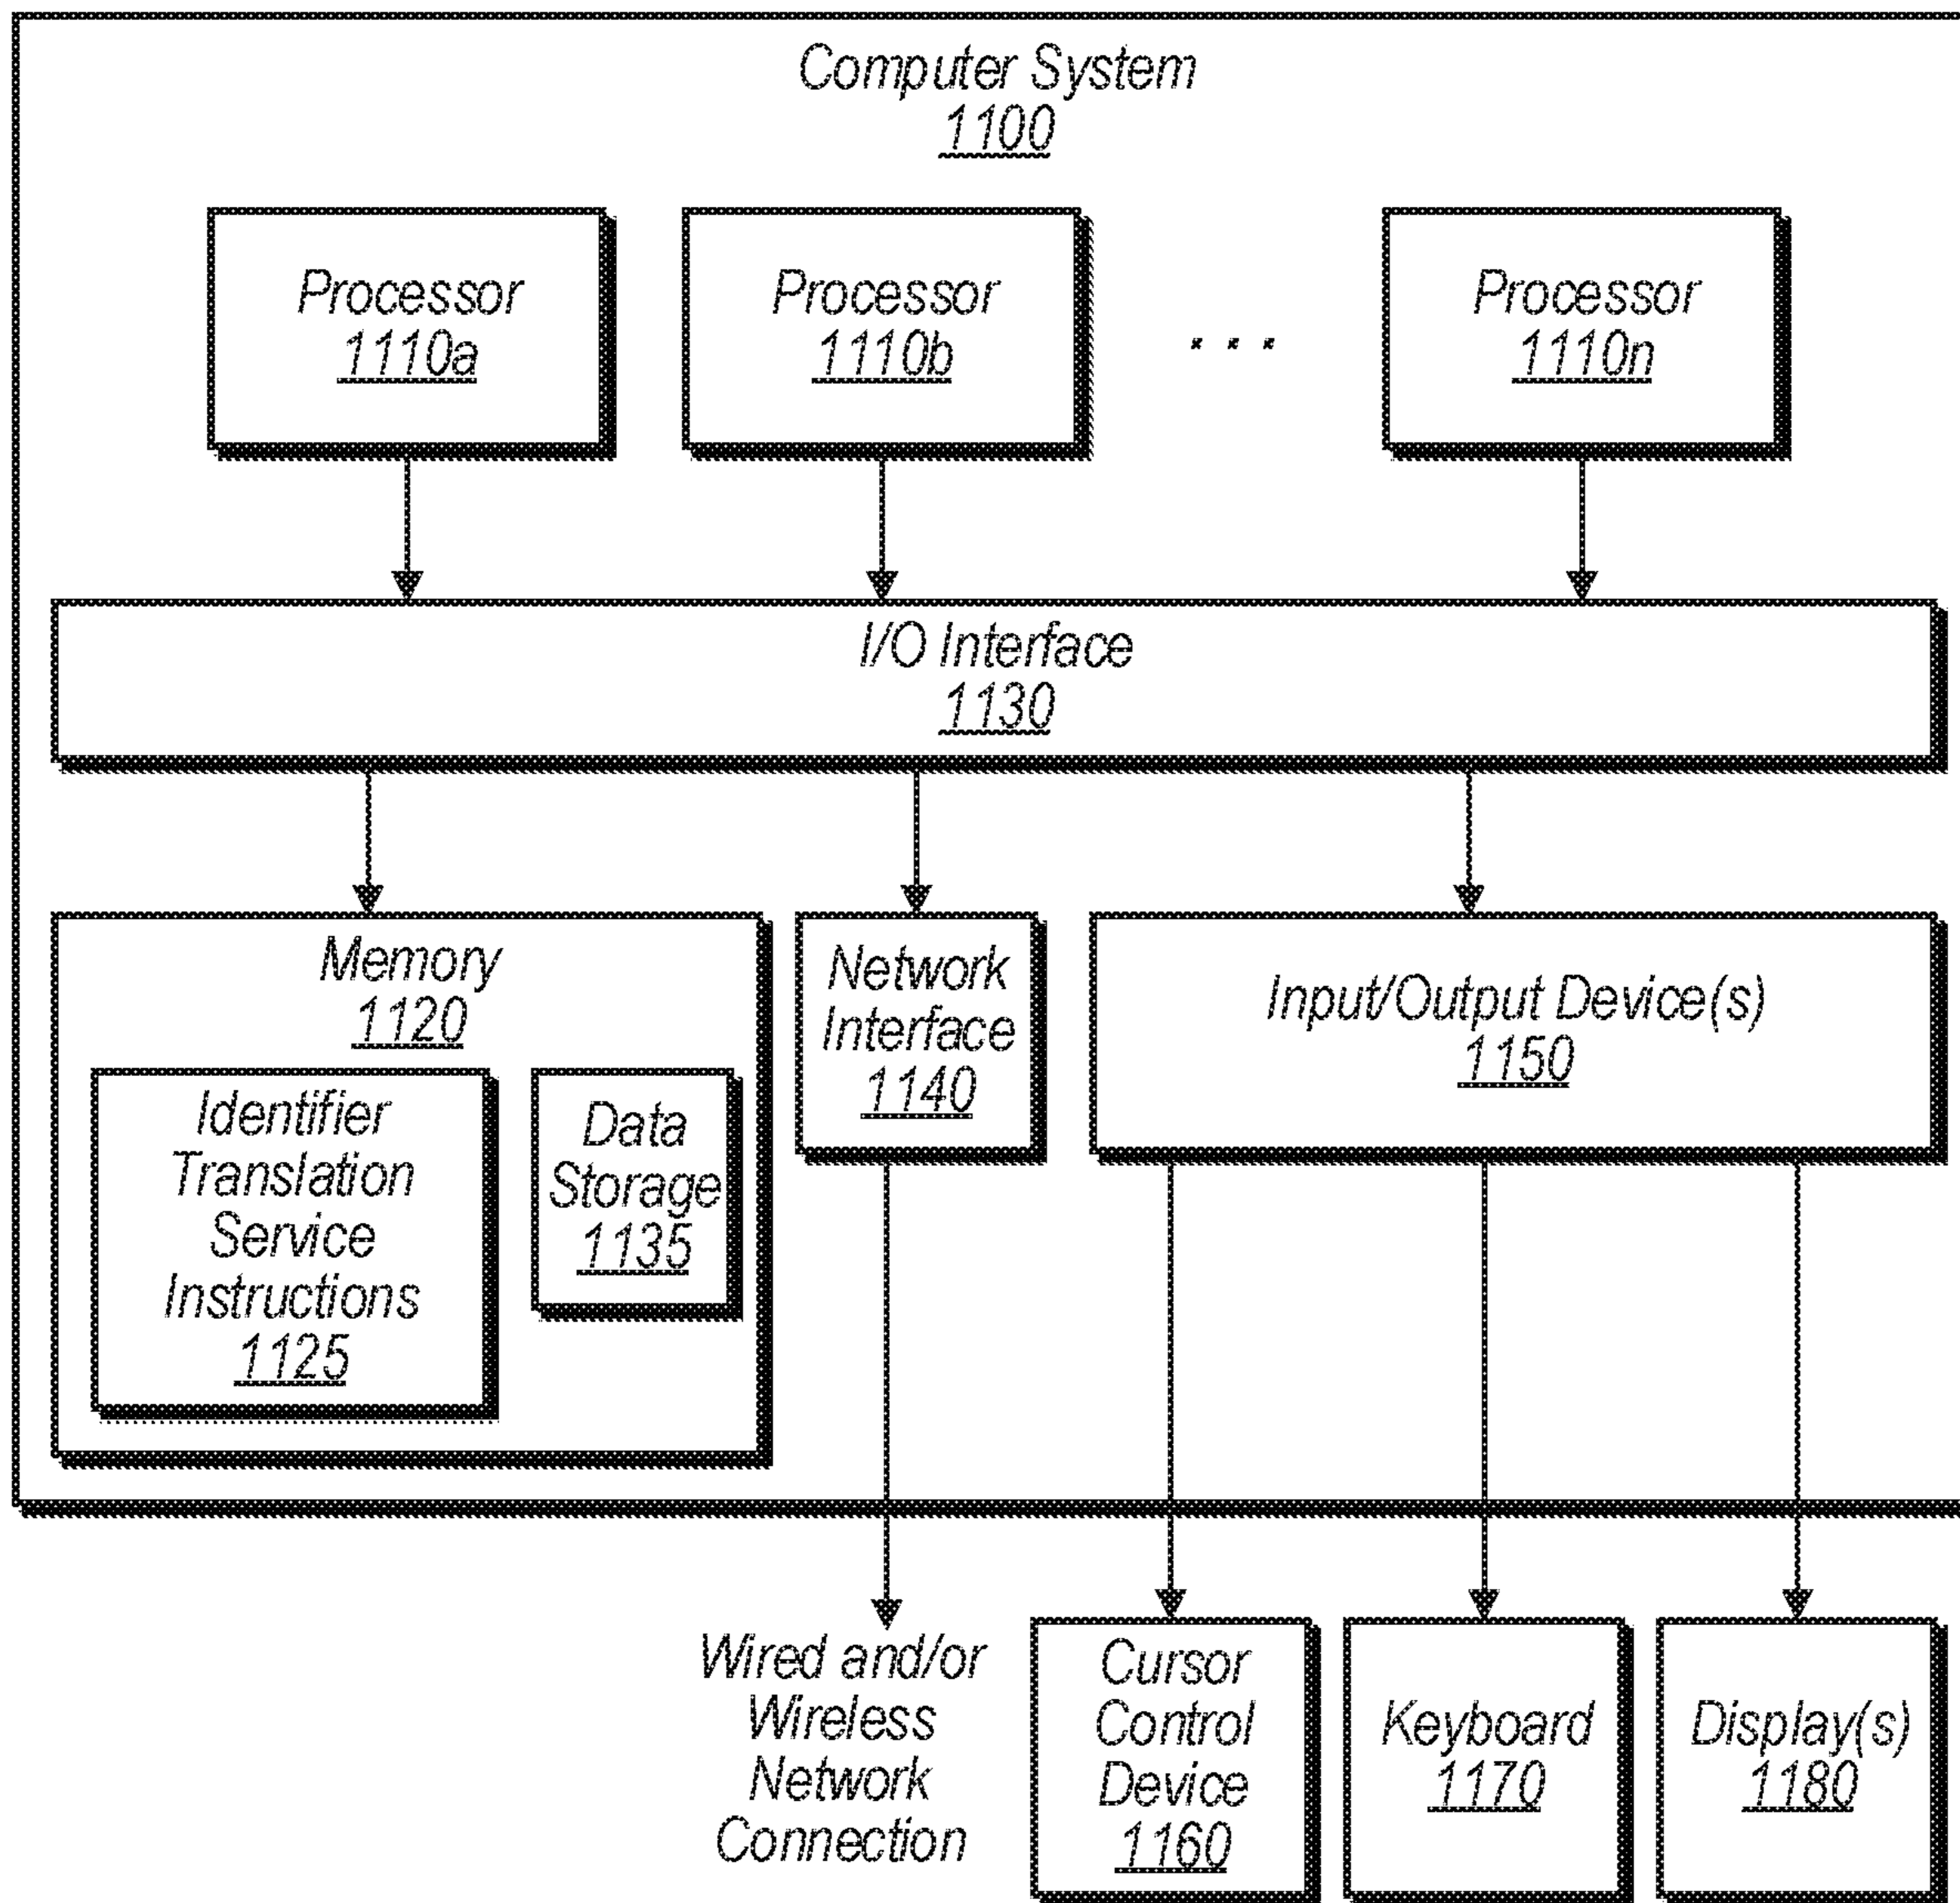 Computer System
1100
Processor
1110a
Processor
1110b
. . .
Processor
1110n
I/O Interface
1130
Memory
1120
Identifier
Translation
Service
Instructions
1125
Data
Storage
1135
Network
Interface
1140
Input/Output Device(s)
1150
Wired and/or
Wireless
Network
Connection
Cursor
Control
Device
1160
Keyboard
1170
Display(s)
1180